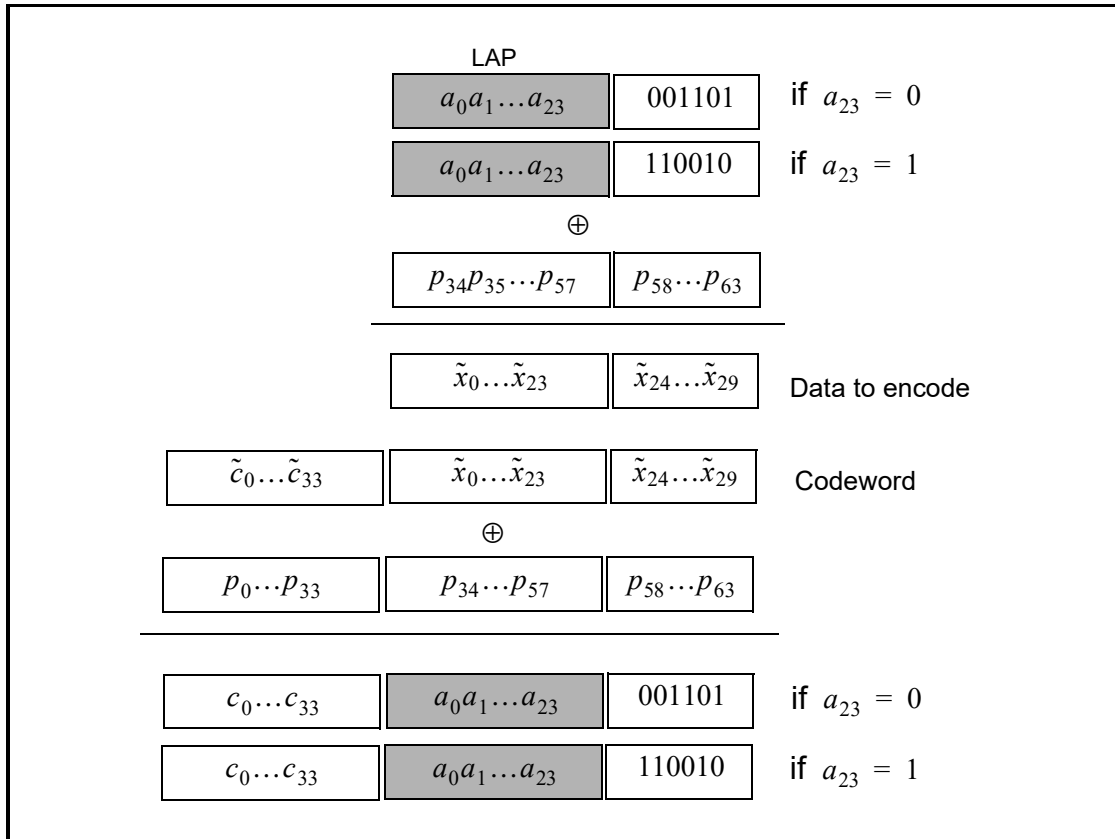 LAP
a₀a₁…a₂₃ 001101 if a₂₃ = 0
a₀a₁…a₂₃ 110010 if a₂₃ = 1
⊕
p₃₄p₃₅…p₅₇ p₅₈…p₆₃
x̃₀…x̃₂₃ x̃₂₄…x̃₂₉ Data to encode
c̃₀…c̃₃₃ x̃₀…x̃₂₃ x̃₂₄…x̃₂₉ Codeword
⊕
p₀…p₃₃ p₃₄…p₅₇ p₅₈…p₆₃
c₀…c₃₃ a₀a₁…a₂₃ 001101 if a₂₃ = 0
c₀…c₃₃ a₀a₁…a₂₃ 110010 if a₂₃ = 1